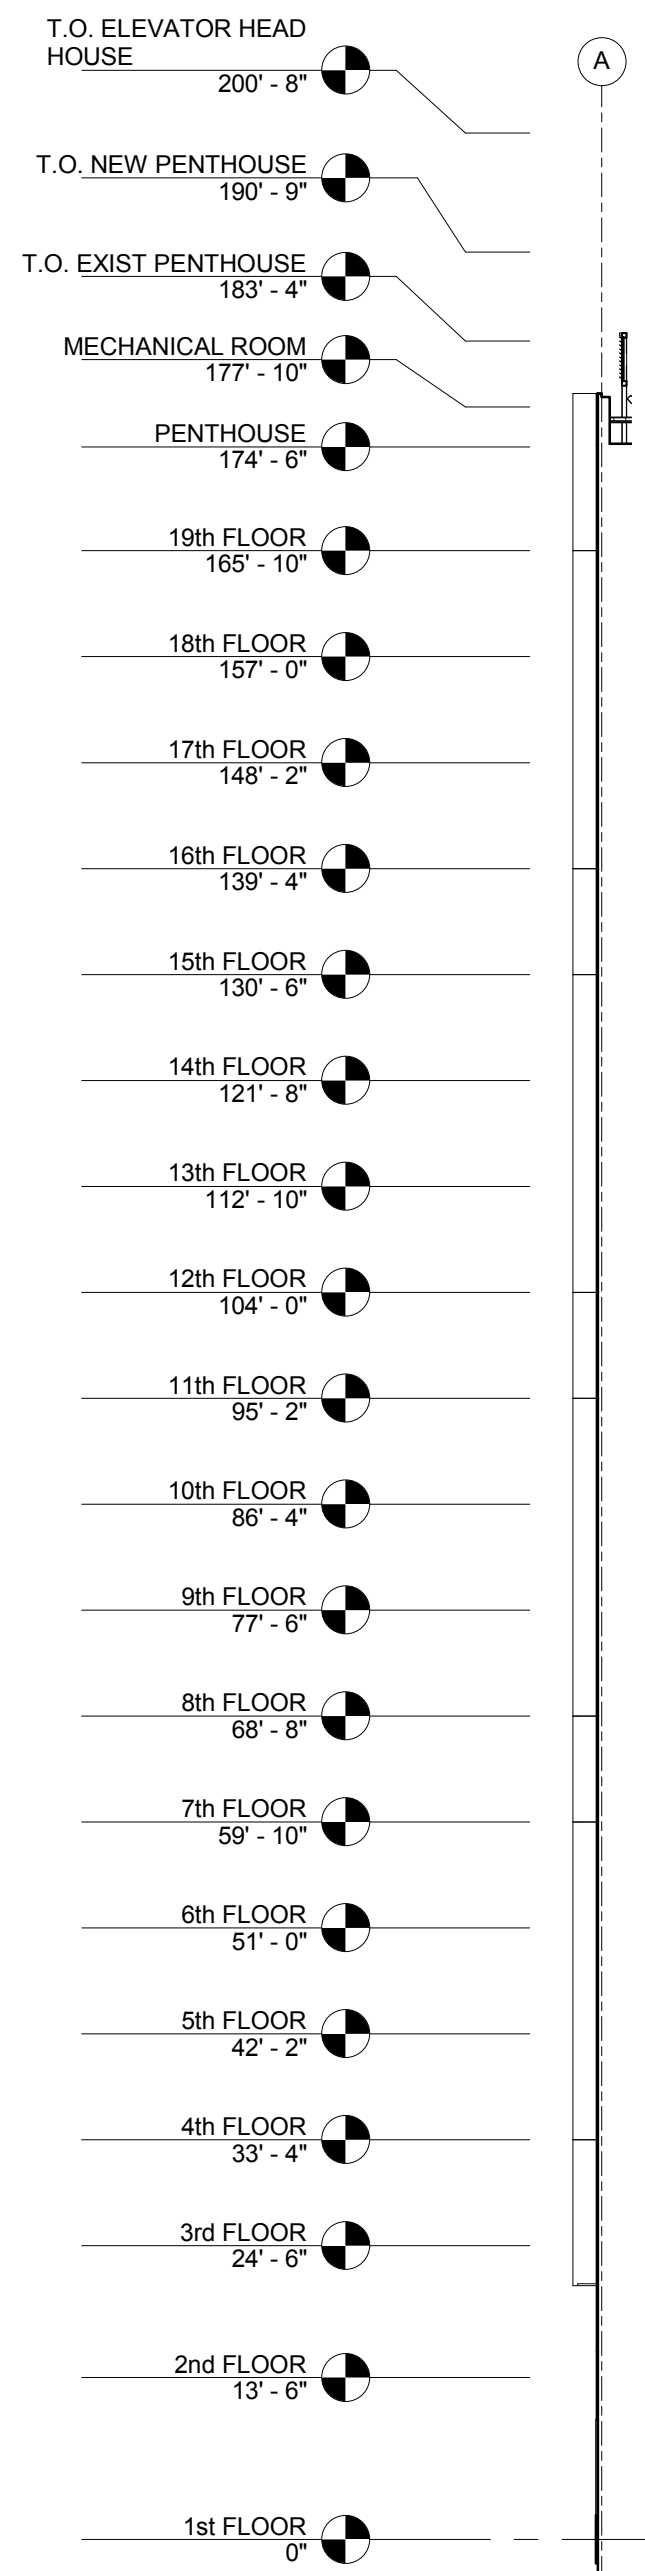 T.O. ELEVATOR HEAD
HOUSE
200' - 8"
A
T.O. NEW PENTHOUSE
190' - 9"
T.O. EXIST PENTHOUSE
183' - 4"
MECHANICAL ROOM
177' - 10"
PENTHOUSE
174' - 6"
19th FLOOR
165' - 10"
18th FLOOR
157' - 0"
17th FLOOR
148' - 2"
16th FLOOR
139' - 4"
15th FLOOR
130' - 6"
14th FLOOR
121' - 8"
13th FLOOR
112' - 10"
12th FLOOR
104' - 0"
11th FLOOR
95' - 2"
10th FLOOR
86' - 4"
9th FLOOR
77' - 6"
8th FLOOR
68' - 8"
7th FLOOR
59' - 10"
6th FLOOR
51' - 0"
5th FLOOR
42' - 2"
4th FLOOR
33' - 4"
3rd FLOOR
24' - 6"
2nd FLOOR
13' - 6"
1st FLOOR
0"